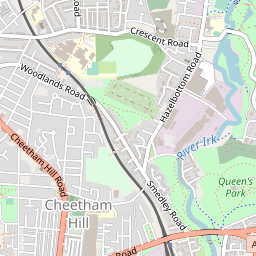 Road
Crescent Road
Woodlands Road
Hazelbottom Road
Cheetham Hill Road
River Irk
Smedley Road
Queen's
Park
Cheetham
Hill
A